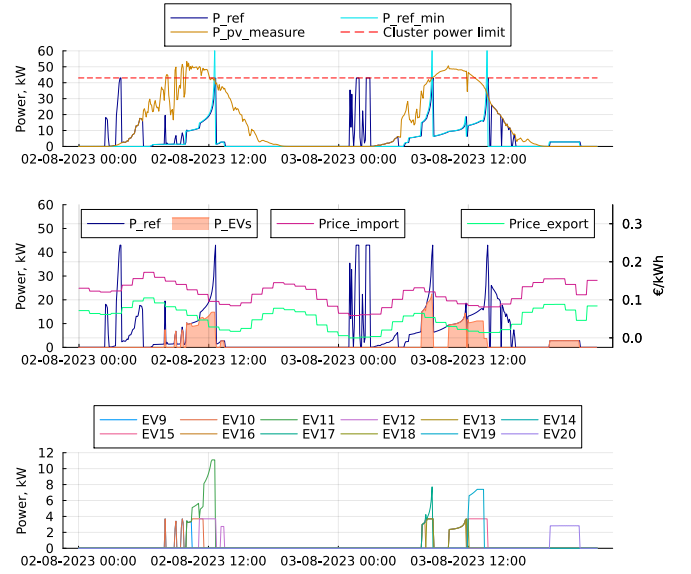 P_ref P_ref_min
P_pv_measure Cluster power limit
Power, kW
60
50
40
30
20
10
0
02-08-2023 00:00 02-08-2023 12:00 03-08-2023 00:00 03-08-2023 12:00
P_ref P_EVs Price_import Price_export
Power, kW
60
50
40
30
20
10
0
0.3
0.2
0.1
0.0
€/kWh
02-08-2023 00:00 02-08-2023 12:00 03-08-2023 00:00 03-08-2023 12:00
EV9 EV10 EV11 EV12 EV13 EV14
EV15 EV16 EV17 EV18 EV19 EV20
Power, kW
12
10
8
6
4
2
0
02-08-2023 00:00 02-08-2023 12:00 03-08-2023 00:00 03-08-2023 12:00